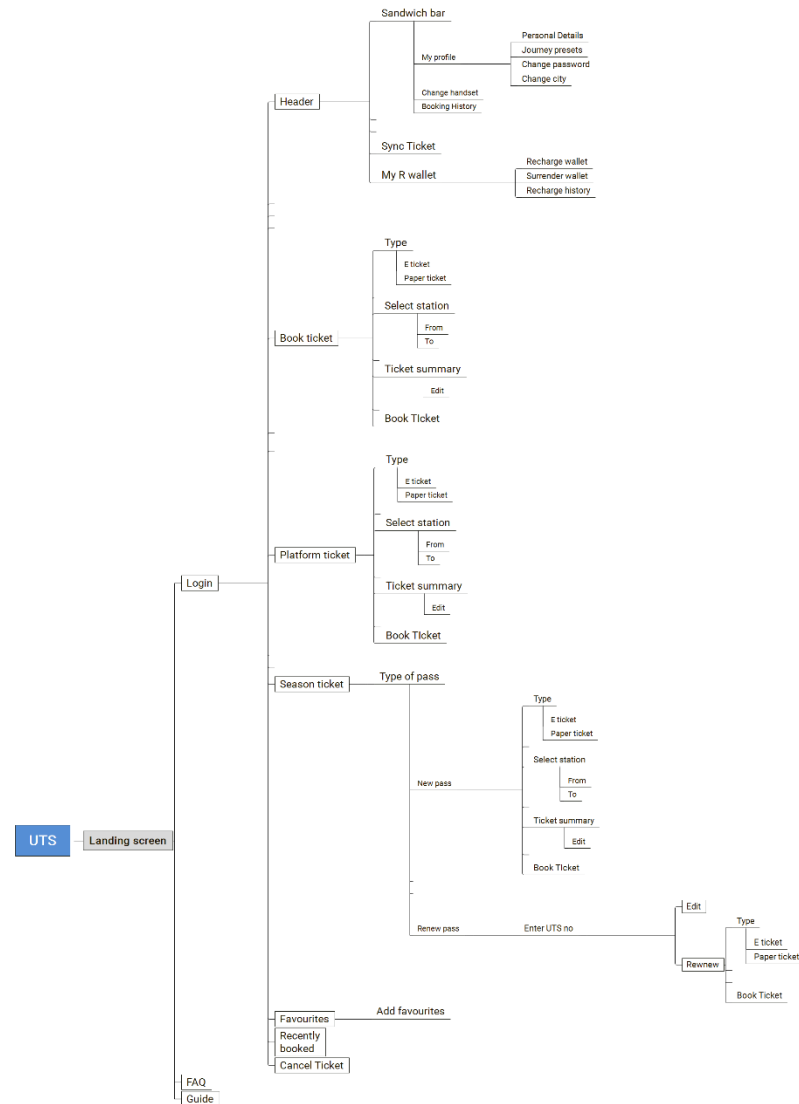 Sandwich bar
Personal Details
Journey presets
My profile
Change password
Change city
Change handset
Header
Booking History
Sync Ticket
Recharge wallet
My R wallet
Surrender wallet
Recharge history
Type
E ticket
Paper ticket
Select station
From
Book ticket
To
Ticket summary
Edit
Book TIcket
Type
E ticket
Paper ticket
Select station
From
Platform ticket
To
Login
Ticket summary
Edit
Book TIcket
Season ticket
Type of pass
Type
E ticket
Paper ticket
Select station
New pass
From
To
Ticket summary
UTS
Landing screen
Edit
Book TIcket
Edit
Type
Renew pass
Enter UTS no
E ticket
Paper ticket
Rewnew
Book Ticket
Favourites
Add favourites
Recently
booked
Cancel Ticket
FAQ
Guide